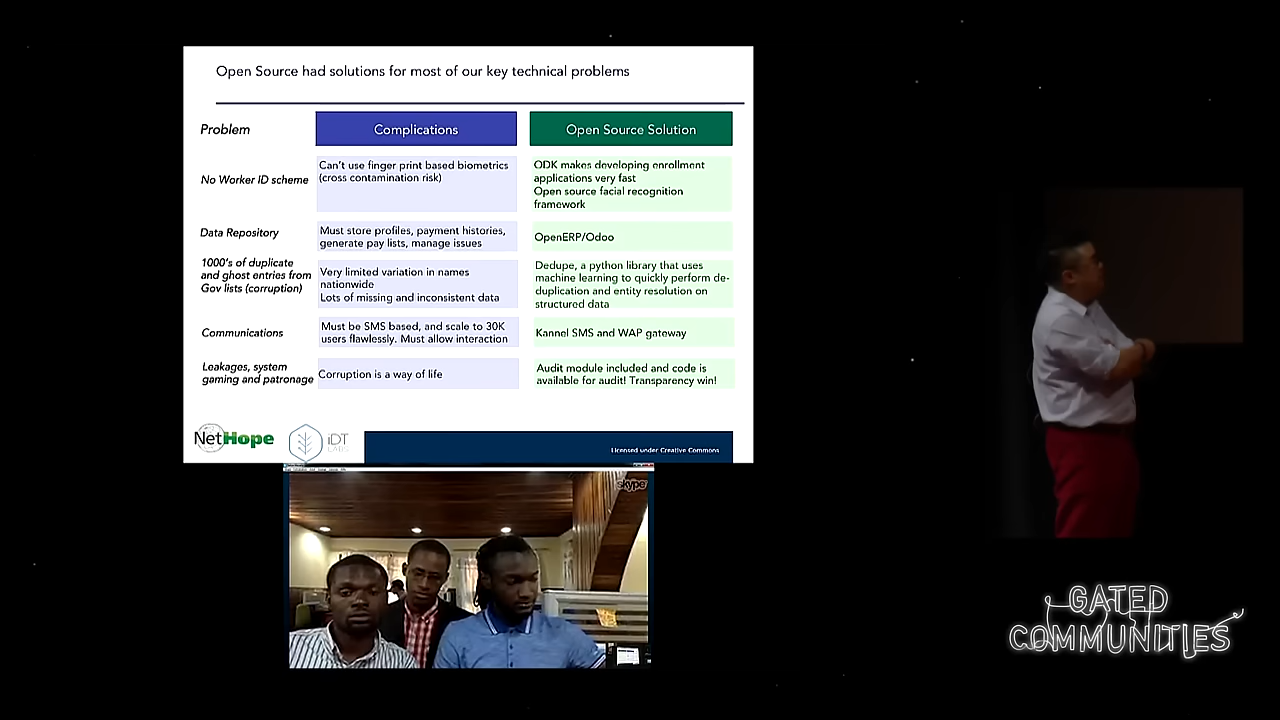 Open Source had solutions for most of our key technical problems
Problem
Complications
Open Source Solution
No Worker ID scheme
Can't use finger print based biometrics
(cross contamination risk)
ODK makes developing enrollment
applications very fast
Open source facial recognition
framework
Data Repository
Must store profiles, payment histories,
generate pay lists, manage issues
OpenERP/Odoo
1000's of duplicate
and ghost entries from
Gov lists (corruption)
Very limited variation in names
nationwide
Lots of missing and inconsistent data
Dedupe, a python library that uses
machine learning to quickly perform de-
duplication and entity resolution on
structured data
Communications
Must be SMS based, and scale to 30K
users flawlessly. Must allow interaction
Kannel SMS and WAP gateway
Leakages, system
gaming and patronage
Corruption is a way of life
Audit module included and code is
available for audit! Transparency win!
NetHope
iDT
LABS
Licensed under Creative Commons
skype
GATED
COMMUNITIES